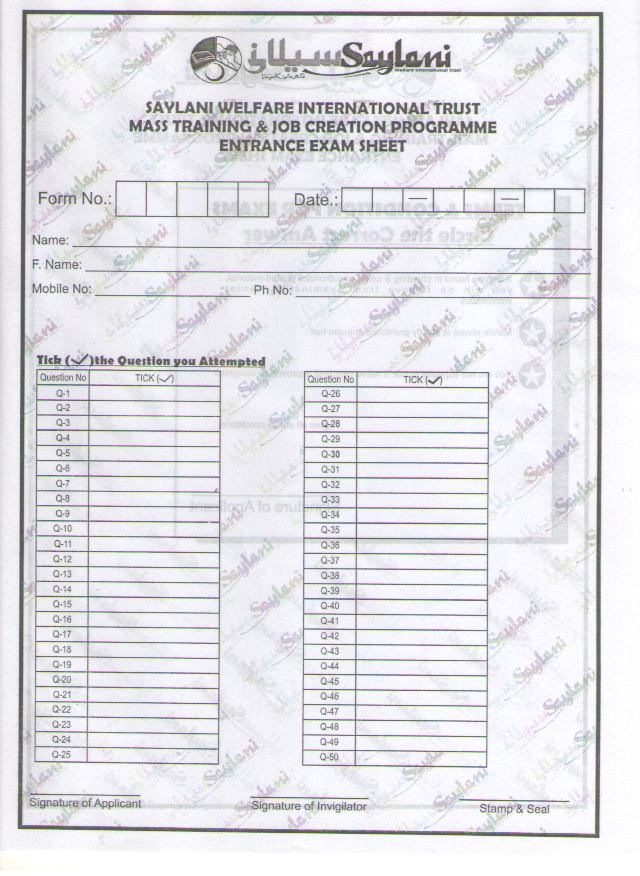 سیلانی Saylani
Welfare International Trust
SAYLANI WELFARE INTERNATIONAL TRUST
MASS TRAINING & JOB CREATION PROGRAMME
ENTRANCE EXAM SHEET
Form No.: Date.: — —
Name:
F. Name:
Mobile No: Ph No:
Tick (✓) the Question you Attempted
Question No TICK (✓)
Q-1
Q-2
Q-3
Q-4
Q-5
Q-6
Q-7
Q-8
Q-9
Q-10
Q-11
Q-12
Q-13
Q-14
Q-15
Q-16
Q-17
Q-18
Q-19
Q-20
Q-21
Q-22
Q-23
Q-24
Q-25
Question No TICK (✓)
Q-26
Q-27
Q-28
Q-29
Q-30
Q-31
Q-32
Q-33
Q-34
Q-35
Q-36
Q-37
Q-38
Q-39
Q-40
Q-41
Q-42
Q-43
Q-44
Q-45
Q-46
Q-47
Q-48
Q-49
Q-50
Signature of Applicant Signature of Invigilator Stamp & Seal